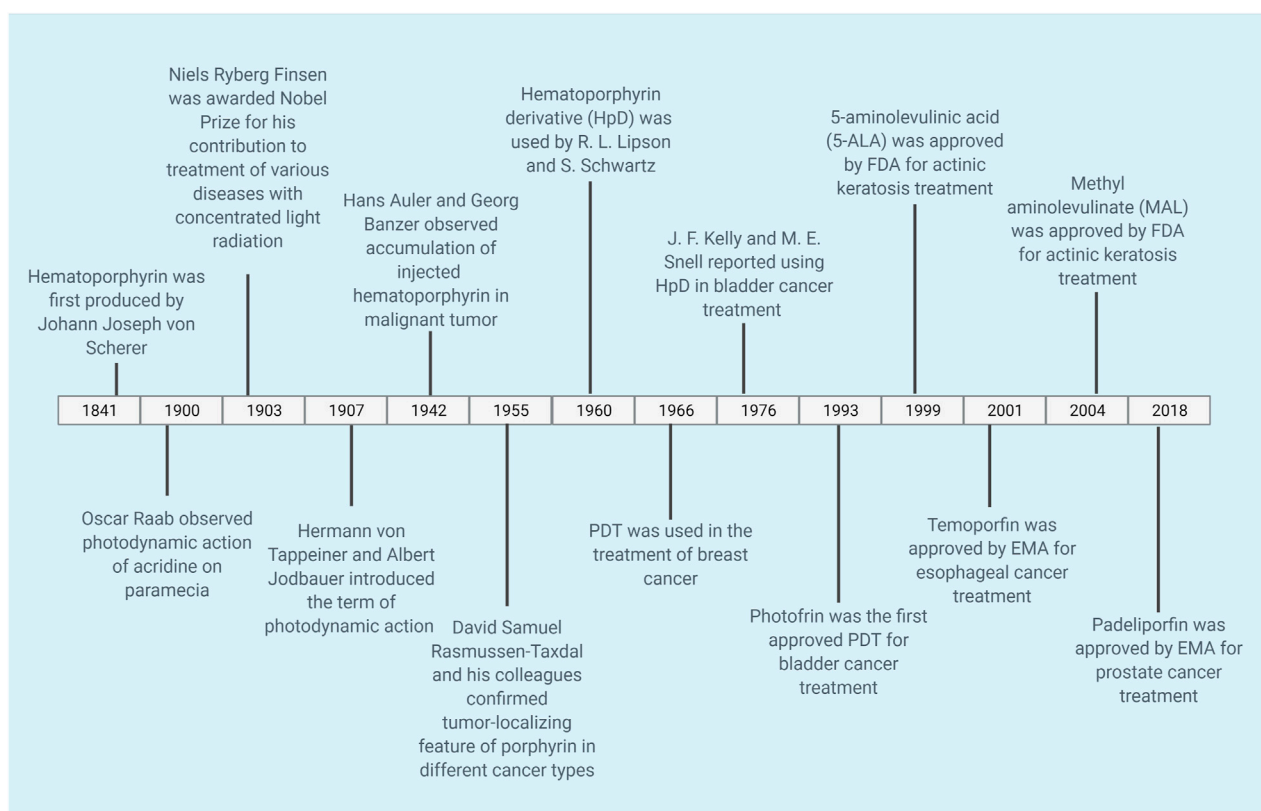 Niels Ryberg Finsen
was awarded Nobel
Prize for his
contribution to
treatment of various
diseases with
concentrated light
radiation
Hematoporphyrin
derivative (HpD) was
used by R. L. Lipson
and S. Schwartz
5-aminolevulinic acid
(5-ALA) was approved
by FDA for actinic
keratosis treatment
Hans Auler and Georg
Banzer observed
accumulation of
injected
hematoporphyrin in
malignant tumor
Methyl
aminolevulinate (MAL)
was approved by FDA
for actinic keratosis
treatment
J. F. Kelly and M. E.
Snell reported using
HpD in bladder cancer
treatment
Hematoporphyrin was
first produced by
Johann Joseph von
Scherer
1841 1900 1903 1907 1942 1955 1960 1966 1976 1993 1999 2001 2004 2018
Oscar Raab observed
photodynamic action
of acridine on
paramecia
Hermann von
Tappeiner and Albert
Jodbauer introduced
the term of
photodynamic action
David Samuel
Rasmussen-Taxdal
and his colleagues
confirmed
tumor-localizing
feature of porphyrin in
different cancer types
PDT was used in the
treatment of breast
cancer
Photofrin was the first
approved PDT for
bladder cancer
treatment
Temoporfin was
approved by EMA for
esophageal cancer
treatment
Padeliporfin was
approved by EMA for
prostate cancer
treatment